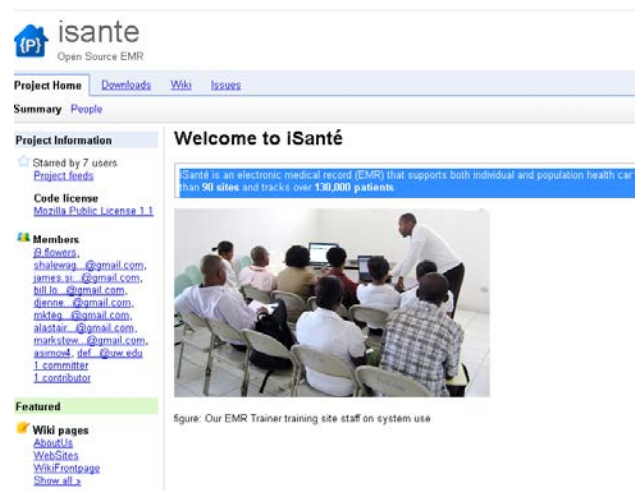 isante
Open Source EMR
Project Home Downloads Wiki Issues
Summary People
Project Information
Starred by 7 users
Project feeds
Code license
Mozilla Public License 1.1
Members
j9.flowers,
shalewag...@gmail.com,
james.si...@gmail.com,
bill.lo...@gmail.com,
djenne...@gmail.com,
mkteg...@gmail.com,
alastair...@gmail.com,
markstew...@gmail.com,
asimov4, def...@uw.edu
1 committer
1 contributor
Featured
Wiki pages
AboutUs
WebSites
WikiFrontpage
Show all »
Welcome to iSanté
iSanté is an electronic medical record (EMR) that supports both individual and population health car
than 90 sites and tracks over 130,000 patients.
figure: Our EMR Trainer training site staff on system use